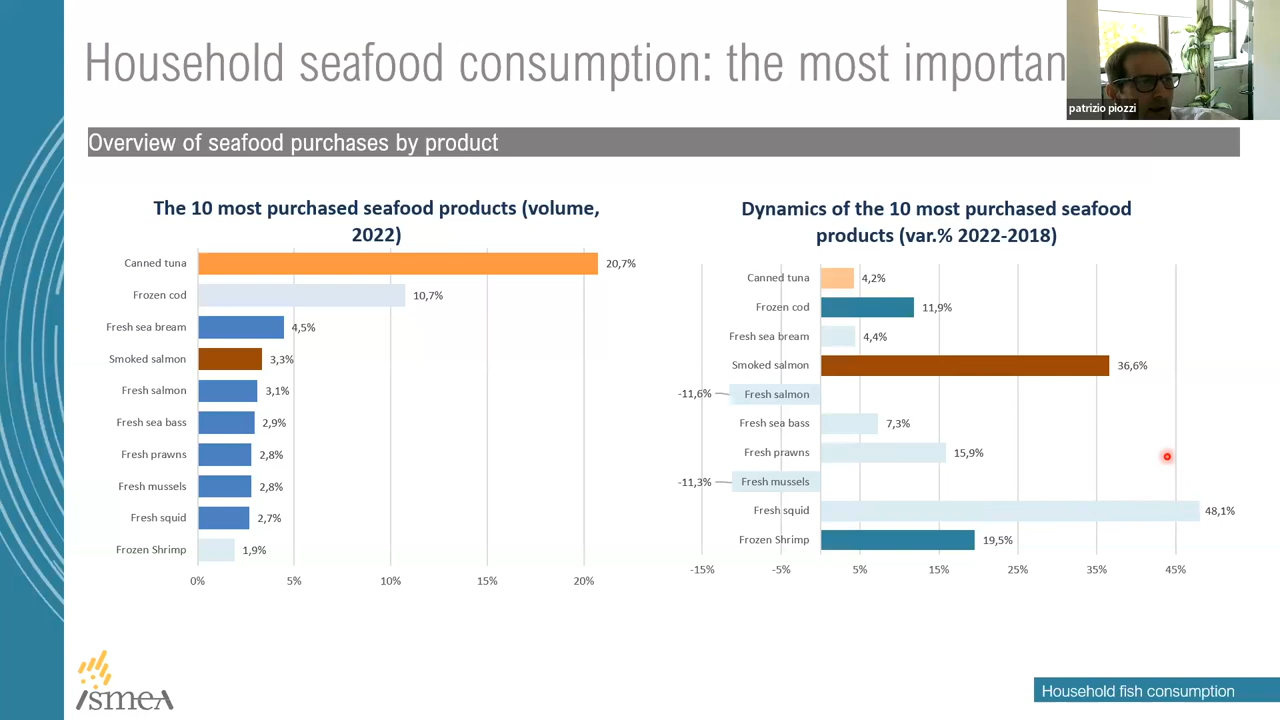 Household seafood consumption: the most importan
patrizio piozzi
Overview of seafood purchases by product
The 10 most purchased seafood products (volume,
2022)
Canned tuna 20,7%
Frozen cod 10,7%
Fresh sea bream 4,5%
Smoked salmon 3,3%
Fresh salmon 3,1%
Fresh sea bass 2,9%
Fresh prawns 2,8%
Fresh mussels 2,8%
Fresh squid 2,7%
Frozen Shrimp 1,9%
0% 5% 10% 15% 20%
Dynamics of the 10 most purchased seafood
products (var.% 2022-2018)
Canned tuna 4,2%
Frozen cod 11,9%
Fresh sea bream 4,4%
Smoked salmon 36,6%
-11,6% Fresh salmon
Fresh sea bass 7,3%
Fresh prawns 15,9%
-11,3% Fresh mussels
Fresh squid 48,1%
Frozen Shrimp 19,5%
-15% -5% 5% 15% 25% 35% 45%
ismea
Household fish consumption